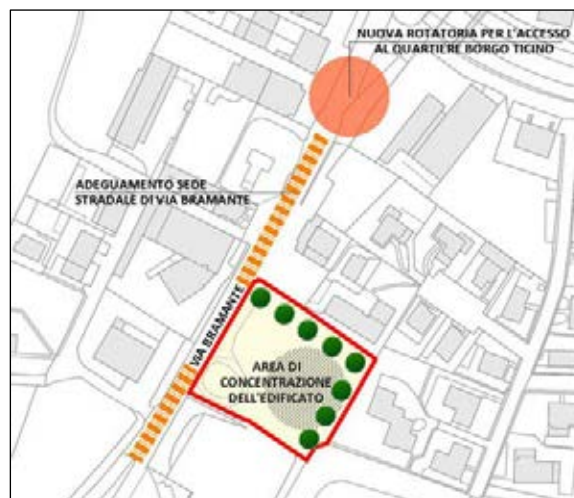 NUOVA ROTATORIA PER L'ACCESSO
AL QUARTIERE BORGO TICINO
ADEGUAMENTO SEDE
STRADALE DI VIA BRAMANTE
VIA BRAMANTE
AREA DI
CONCENTRAZIONE
DELL'EDIFICATO